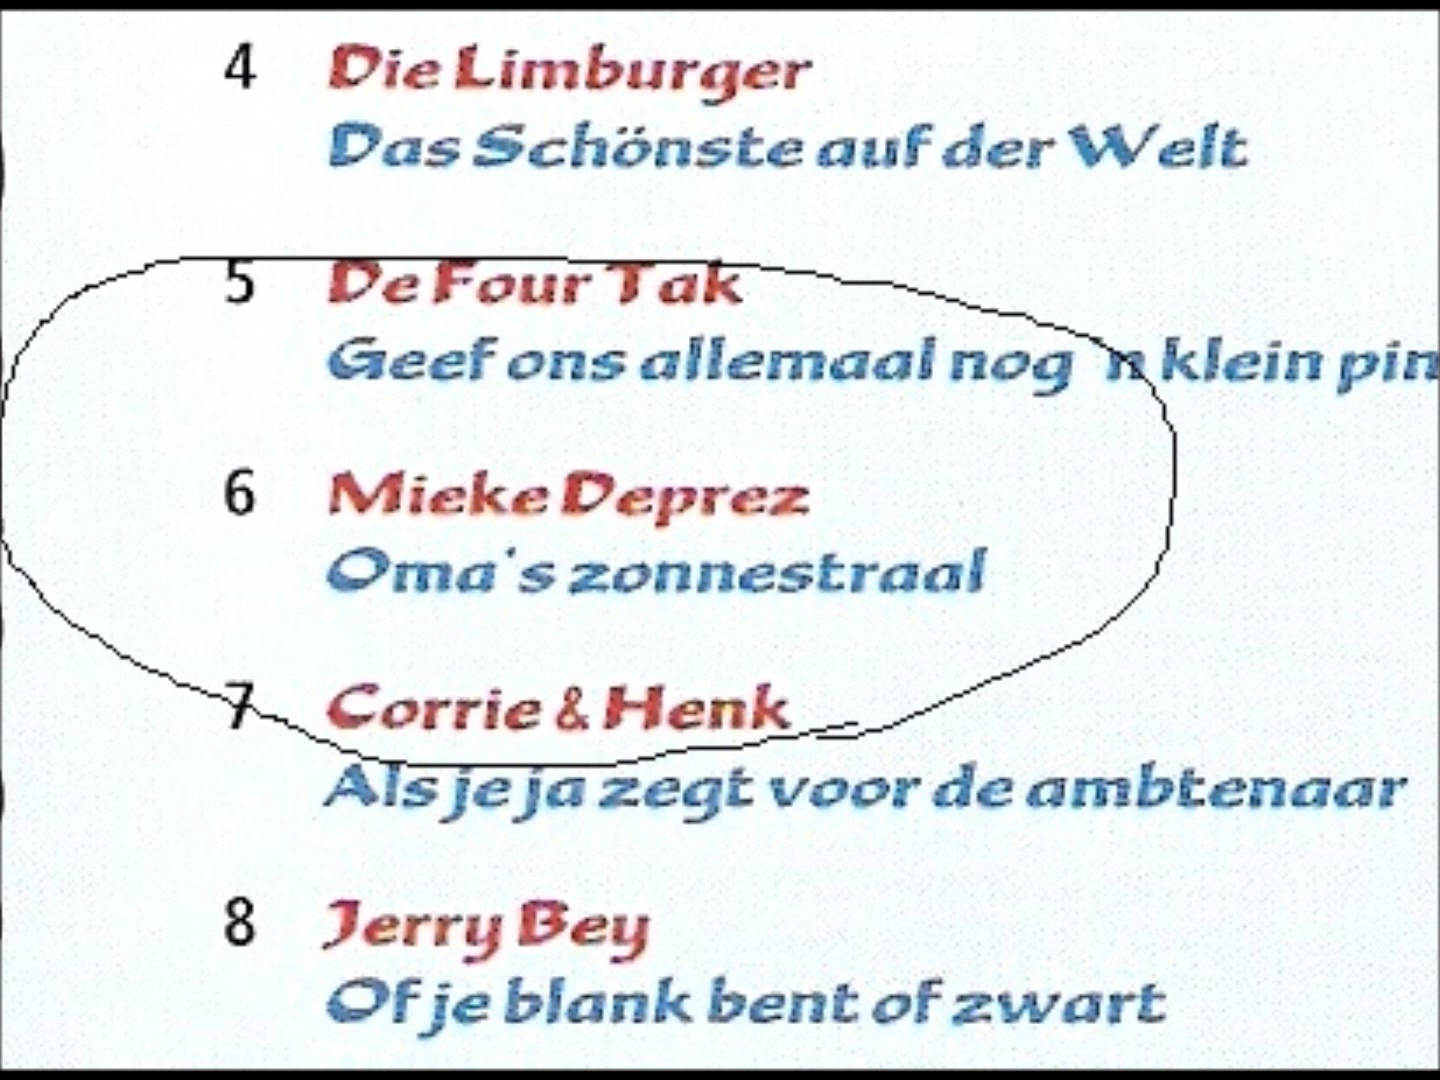 4 Die Limburger
Das Schönste auf der Welt
5 De Four Tak
Geef ons allemaal nog 'n klein pin
6 Mieke Deprez
Oma's zonnestraal
7 Corrie & Henk
Als je ja zegt voor de ambtenaar
8 Jerry Bey
Of je blank bent of zwart